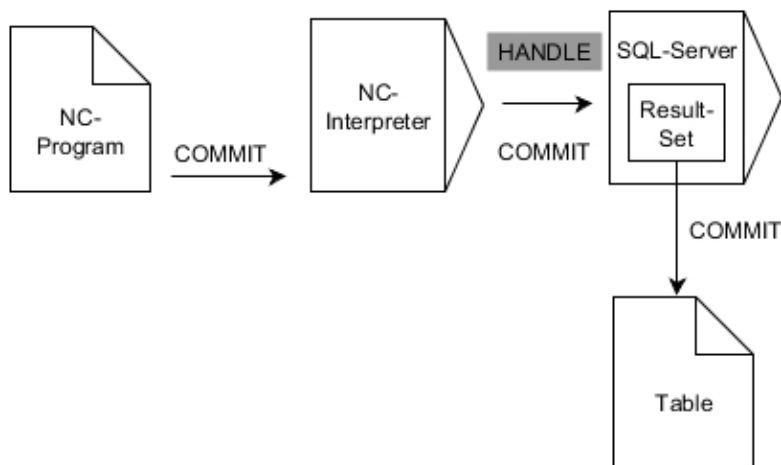 NC-
Program
COMMIT
NC-
Interpreter
HANDLE
COMMIT
SQL-Server
Result-
Set
COMMIT
Table